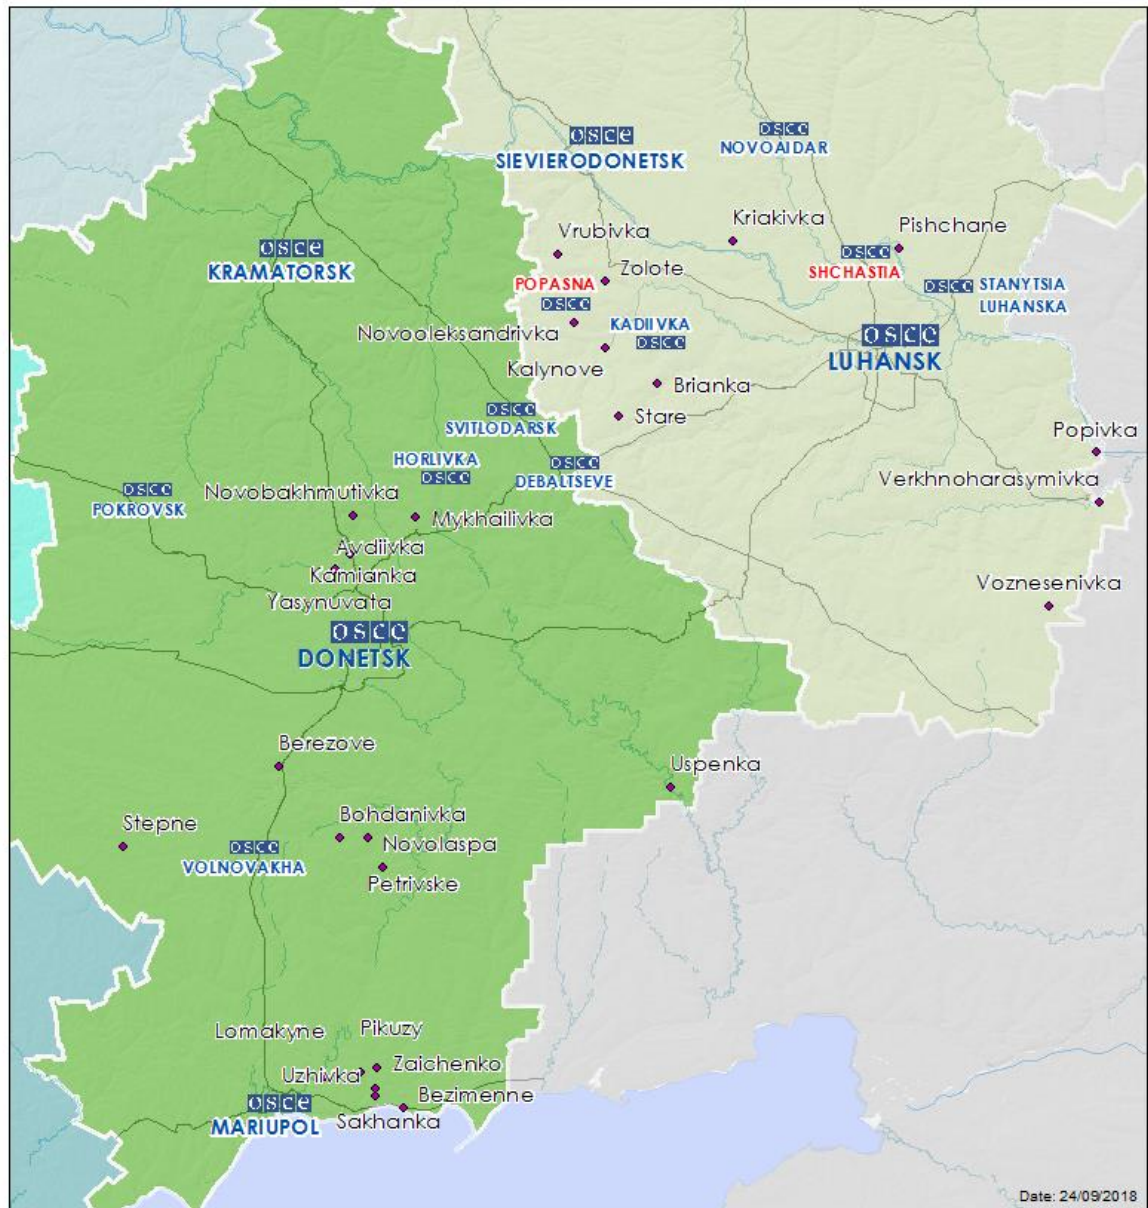 osce
SIEVIERODONETSK
osce
NOVOAIDAR
Vrubivka
Kriakivka
Pishchane
osce
KRAMATORSK
POPASNA
osce
Zolote
osce
SHCHASTIA
osce
STANYTSIA
LUHANSKA
Novooleksandrivka
KADIIVKA
osce
osce
LUHANSK
Kalynove
Brianka
Stare
osce
SVITLODARSK
Popivka
HORLIVKA
osce
osce
DEBALTSEVE
Verkhnoharasymivka
osce
POKROVSK
Novobakhmutivka
Mykhailivka
Avdiivka
Kamianka
Yasynuvata
Voznesenivka
osce
DONETSK
Berezove
Uspenka
Stepne
Bohdanivka
osce
VOLNOVAKHA
Novolaspa
Petrivske
Lomakyne
Pikuzy
Zaichenko
Uzhivka
Bezimenne
osce
MARIUPOL
Sakhanka
Date: 24/09/2018